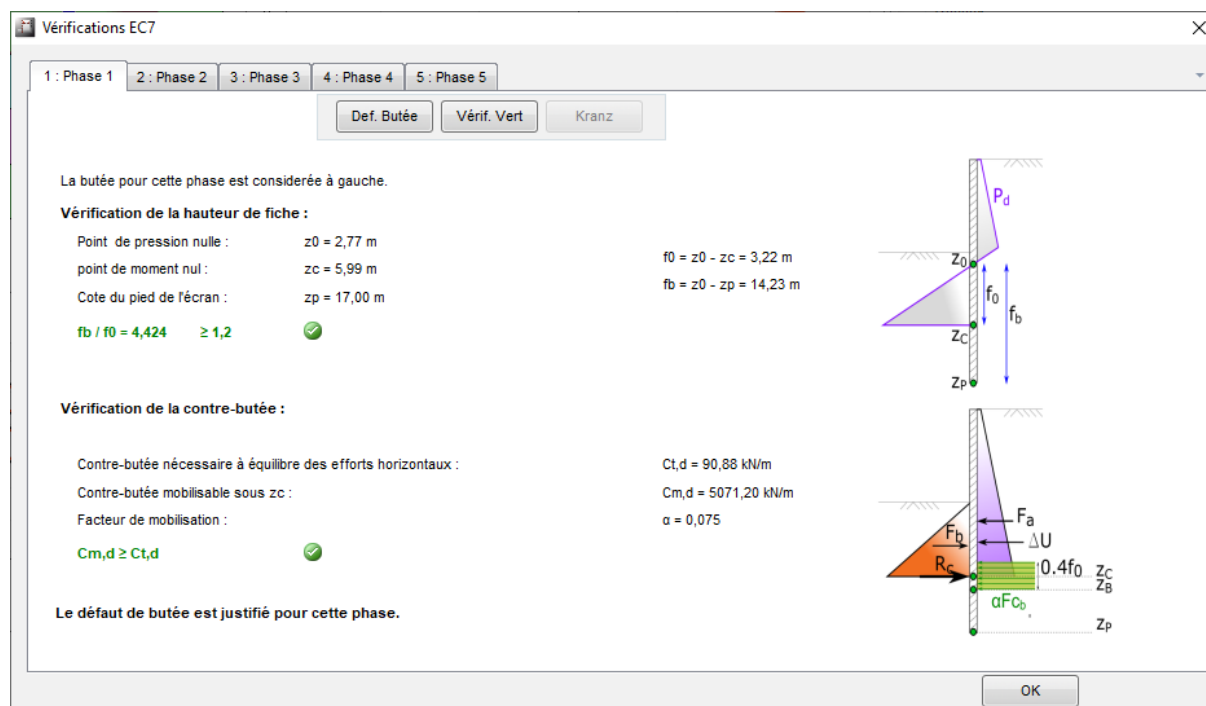 Vérifications EC7
1 : Phase 1
2 : Phase 2
3 : Phase 3
4 : Phase 4
5 : Phase 5
Def. Butée
Vérif. Vert
Kranz
La butée pour cette phase est considérée à gauche.
Vérification de la hauteur de fiche :
Point de pression nulle : z0 = 2,77 m
point de moment nul : zc = 5,99 m
Cote du pied de l'écran : zp = 17,00 m
fb / f0 = 4,424 ≥ 1,2
f0 = z0 - zc = 3,22 m
fb = z0 - zp = 14,23 m
Pd
z0
f0
fb
zC
zP
Vérification de la contre-butée :
Contre-butée nécessaire à équilibre des efforts horizontaux : Ct,d = 90,88 kN/m
Contre-butée mobilisable sous zc : Cm,d = 5071,20 kN/m
Facteur de mobilisation : α = 0,075
Cm,d ≥ Ct,d
Fa
Fb
ΔU
Rc
0.4f0
zC
zB
αFcb
zP
Le défaut de butée est justifié pour cette phase.
OK